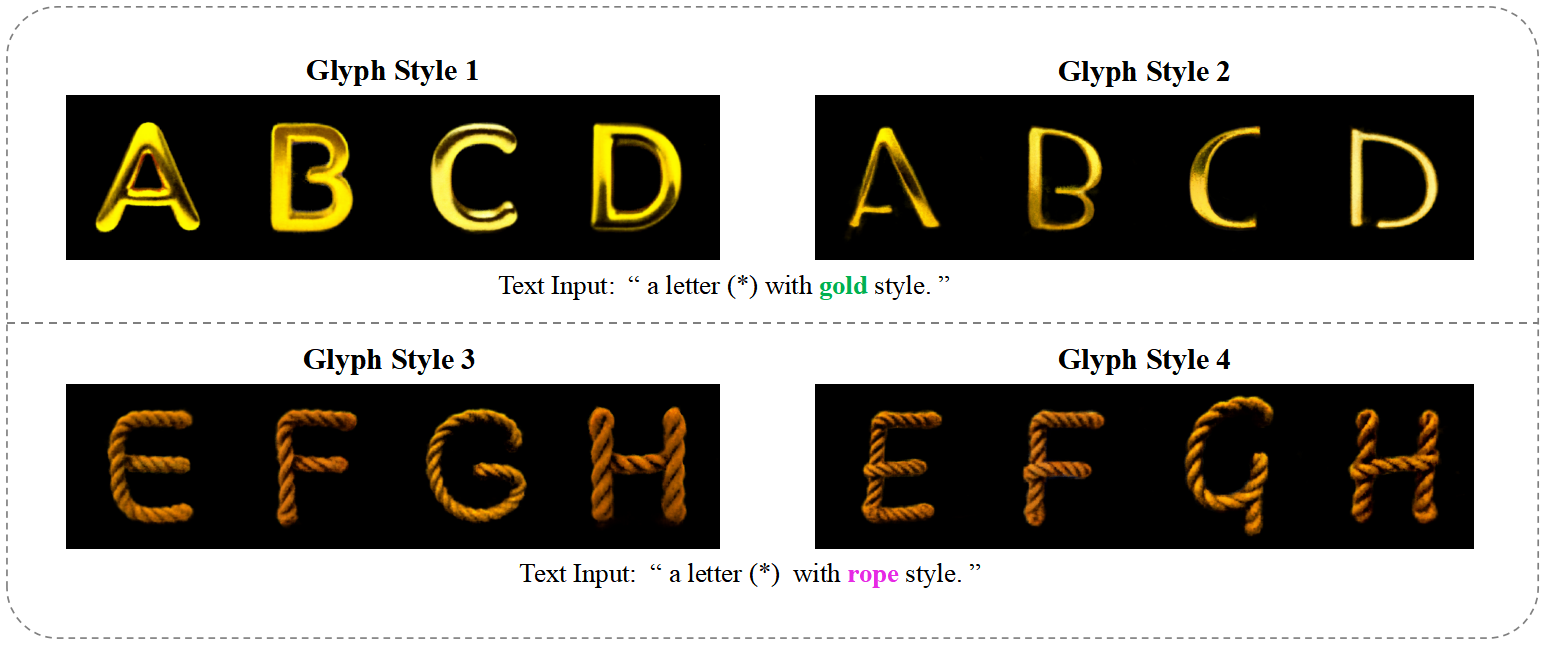 Glyph Style 1
Glyph Style 2
A B C D
A B C D
Text Input: “ a letter (*) with gold style. ”
Glyph Style 3
Glyph Style 4
E F G H
E F G H
Text Input: “ a letter (*) with rope style. ”